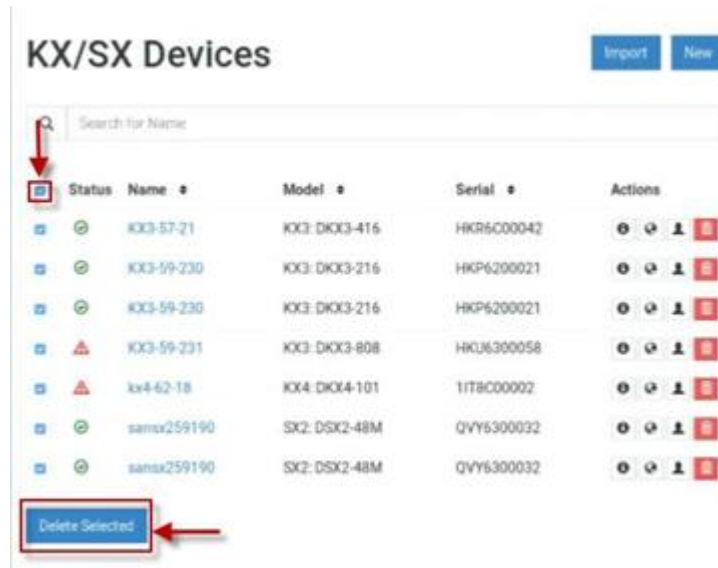 KX/SX Devices
Import New
Search for Name
Status Name Model Serial Actions
KX3-57-21 KX3: DKX3-416 HKR6C00042
KX3-59-230 KX3: DKX3-216 HKP6200021
KX3-59-230 KX3: DKX3-216 HKP6200021
KX3-59-231 KX3: DKX3-808 HKU6300058
kx4-62-18 KX4: DKX4-101 1IT8C00002
sansx259190 SX2: DSX2-48M QVY6300032
sansx259190 SX2: DSX2-48M QVY6300032
Delete Selected